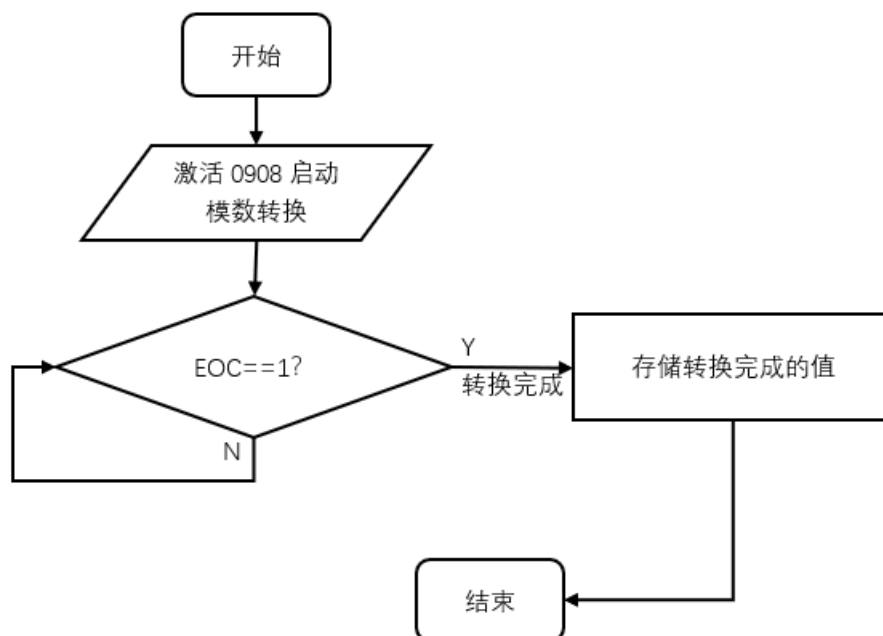 开始
激活 0908 启动
模数转换
EOC==1?
Y
转换完成
N
存储转换完成的值
结束